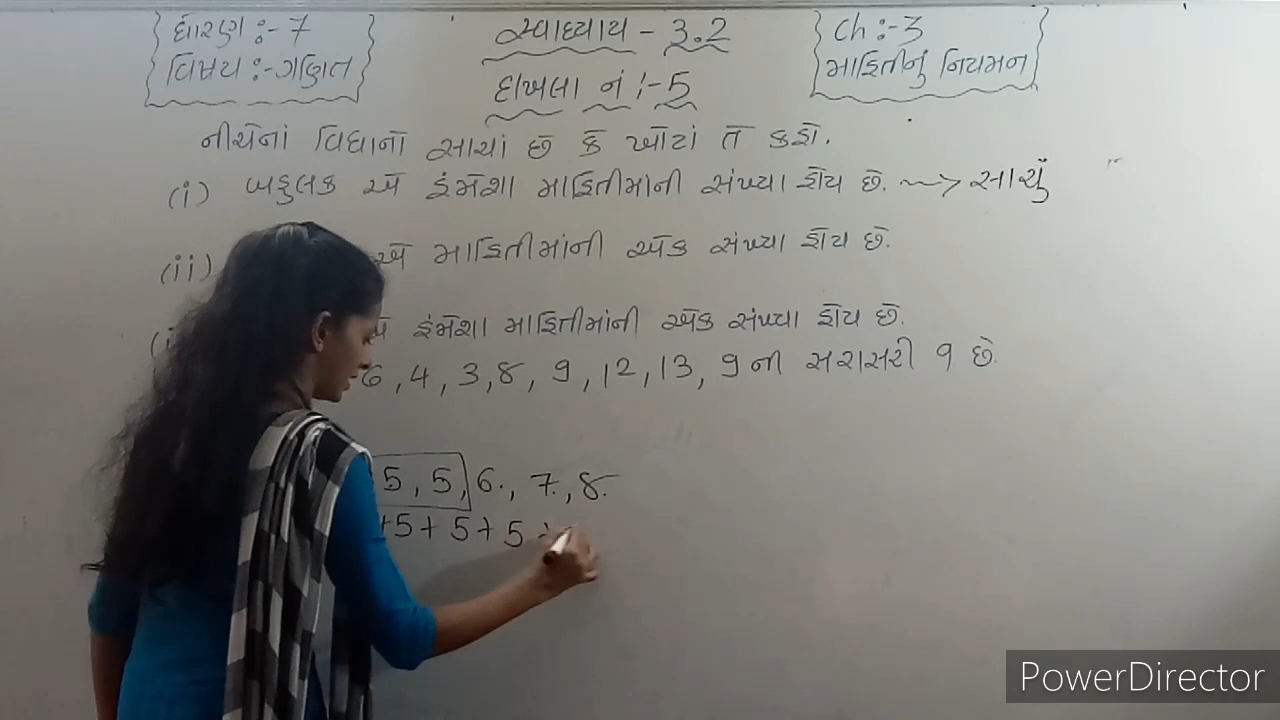 ધોરણ :- 7
વિષય :- ગણિત
સ્વાધ્યાય - 3.2
દાખલા નં :- 5
Ch :- 3
માહિતીનું નિયમન
નીચેનાં વિધાનો સાચાં છે કે ખોટાં તે કહો.
(i) બહુલક એ હંમેશા માહિતીમાંની સંખ્યા હોય છે. ~~> સાચું
(ii) એ માહિતીમાંની એક સંખ્યા હોય છે.
હંમેશા માહિતીમાંની એક સંખ્યા હોય છે.
6, 4, 3, 8, 9, 12, 13, 9 ની સરાસરી 9 છે.
5, 5, 6., 7., 8.
+5 + 5 + 5 +
PowerDirector